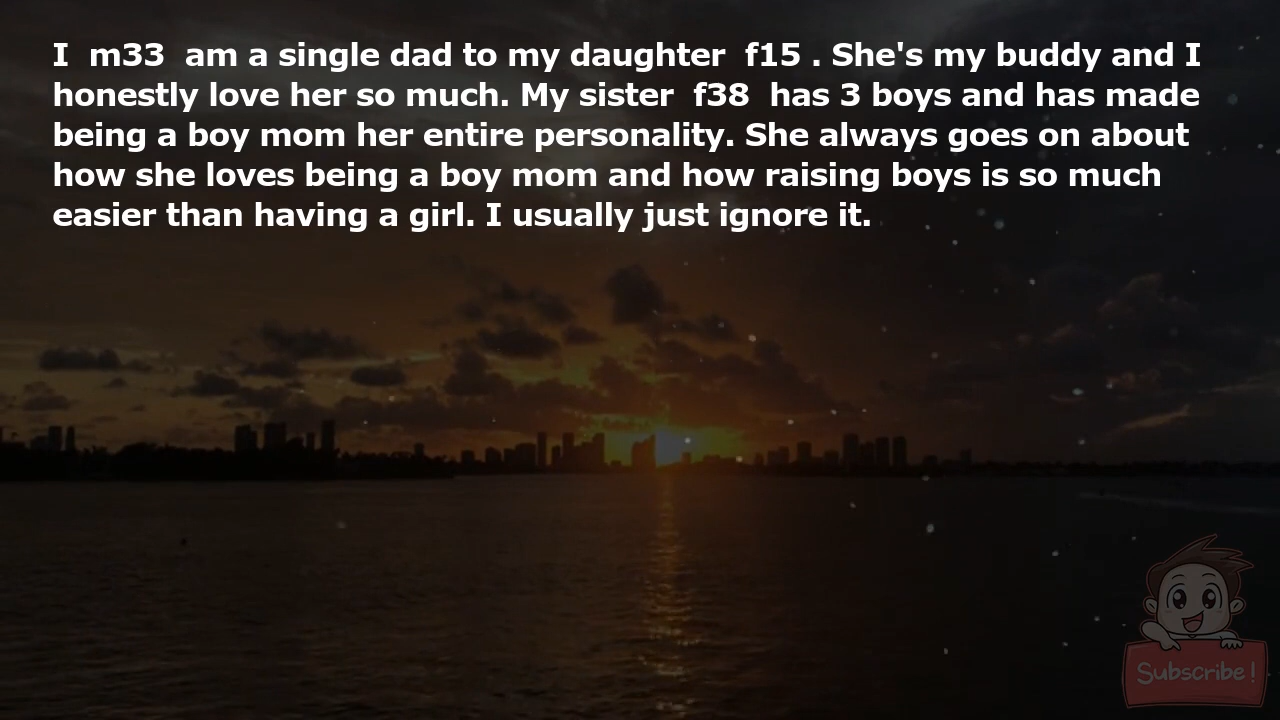 I  m33  am a single dad to my daughter  f15 . She's my buddy and I
honestly love her so much. My sister  f38  has 3 boys and has made
being a boy mom her entire personality. She always goes on about
how she loves being a boy mom and how raising boys is so much
easier than having a girl. I usually just ignore it.
Subscribe!